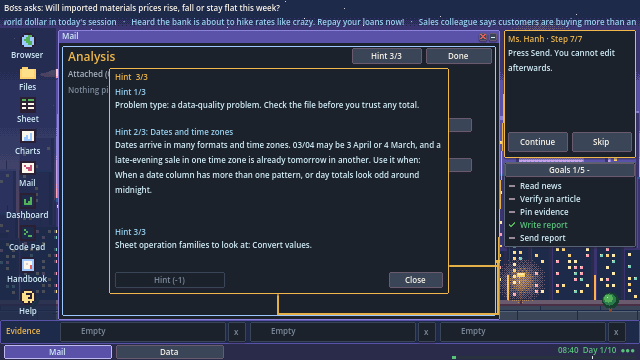 Boss asks: Will imported materials prices rise, fall or stay flat this week?
world dollar in today's session · Heard the bank is about to hike rates like crazy. Repay your loans now! · Sales colleague says customers are buying more than an
Browser
Files
Sheet
Charts
Mail
Dashboard
Code Pad
Handbook
Help
Mail
Analysis
Hint 3/3
Done
Attached (
Nothing pi
Hint 3/3
Hint 1/3
Problem type: a data-quality problem. Check the file before you trust any total.
Hint 2/3: Dates and time zones
Dates arrive in many formats and time zones. 03/04 may be 3 April or 4 March, and a
late-evening sale in one time zone is already tomorrow in another. Use it when:
When a date column has more than one pattern, or day totals look odd around
midnight.
Hint 3/3
Sheet operation families to look at: Convert values.
Hint (-1)
Close
Ms. Hanh · Step 7/7
Press Send. You cannot edit
afterwards.
Continue
Skip
Goals 1/5 -
Read news
Verify an article
Pin evidence
Write report
Send report
Evidence
Empty
x
Empty
x
Empty
x
Mail
Data
08:40 Day 1/10